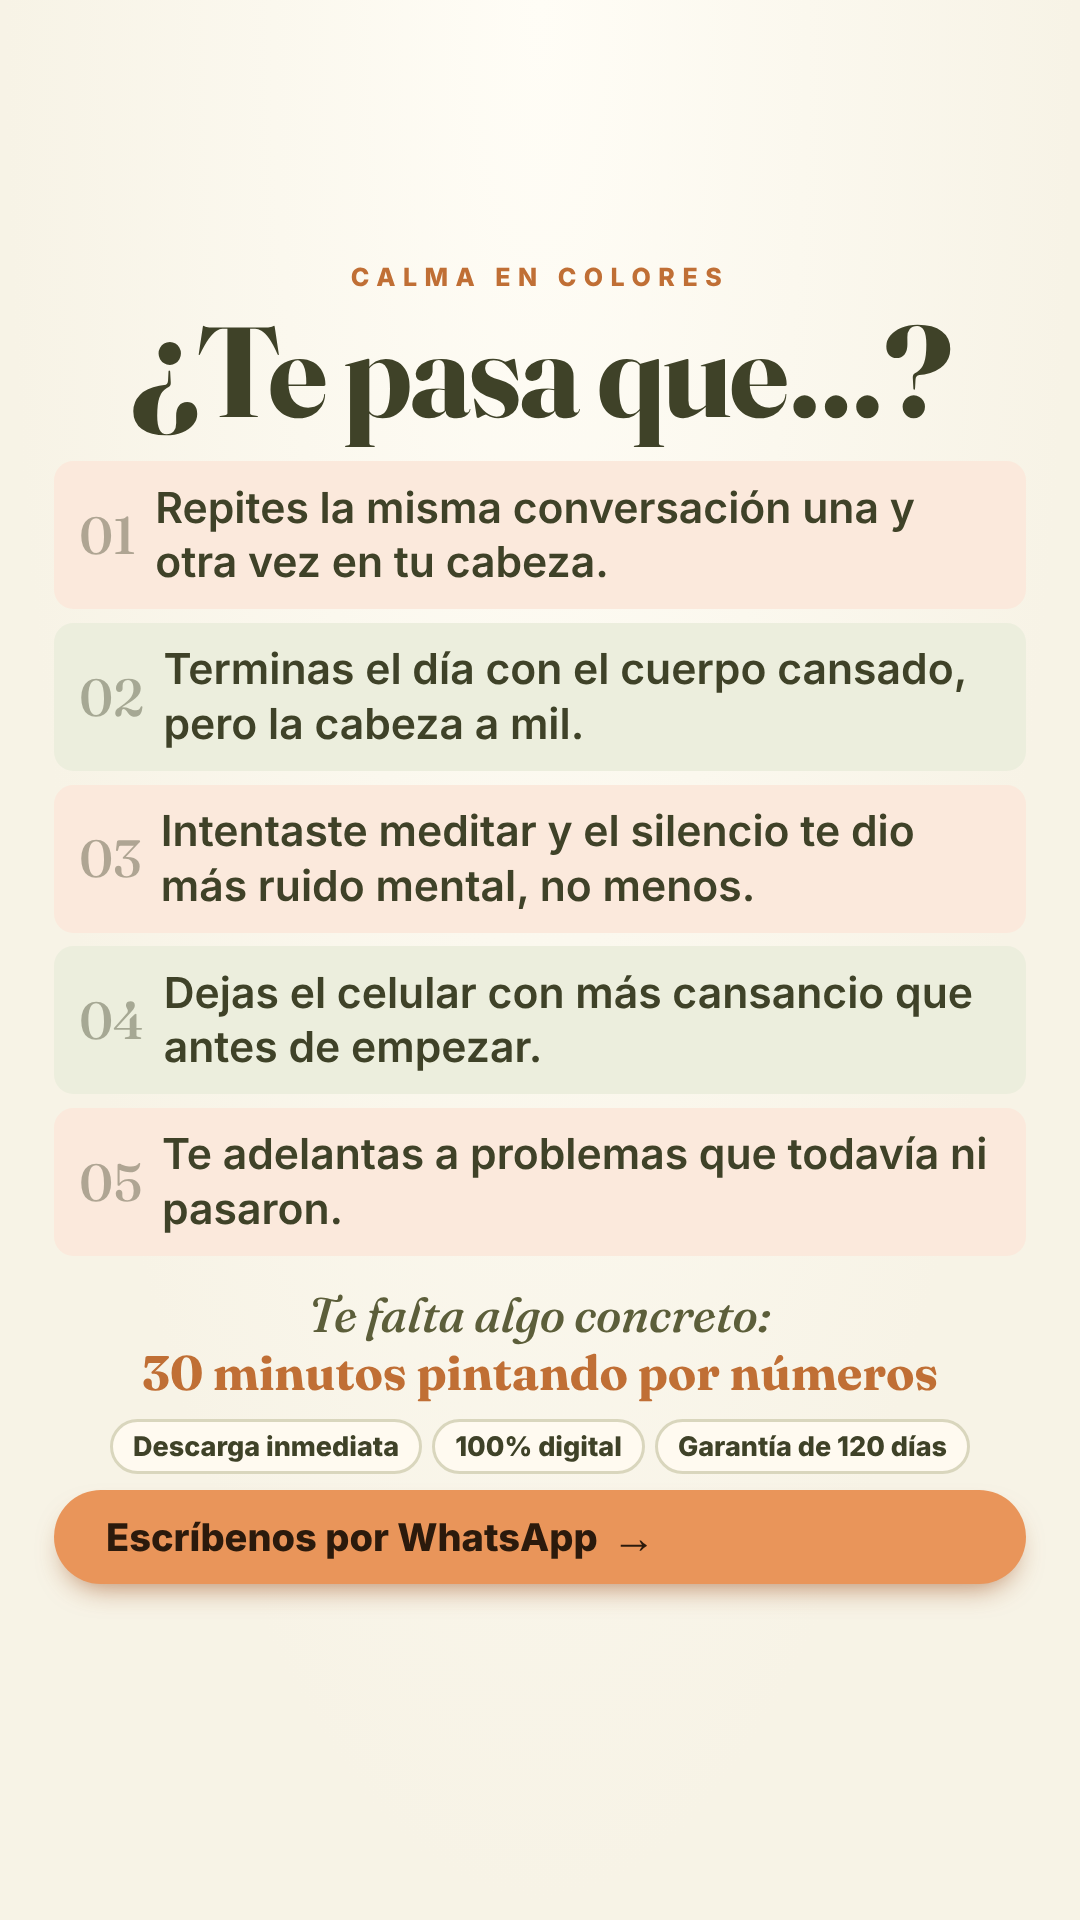 CALMA EN COLORES
¿Te pasa que...?
01 Repites la misma conversación una y
otra vez en tu cabeza.
02 Terminas el día con el cuerpo cansado,
pero la cabeza a mil.
03 Intentaste meditar y el silencio te dio
más ruido mental, no menos.
04 Dejas el celular con más cansancio que
antes de empezar.
05 Te adelantas a problemas que todavía ni
pasaron.
Te falta algo concreto:
30 minutos pintando por números
Descarga inmediata 100% digital Garantía de 120 días
Escríbenos por WhatsApp →